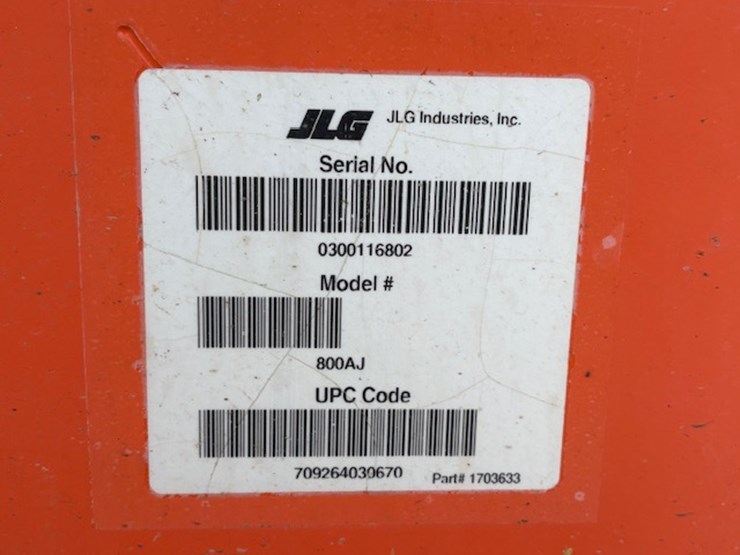 JLG JLG Industries, Inc.
Serial No.
0300116802
Model #
800AJ
UPC Code
709264030670 Part# 1703633